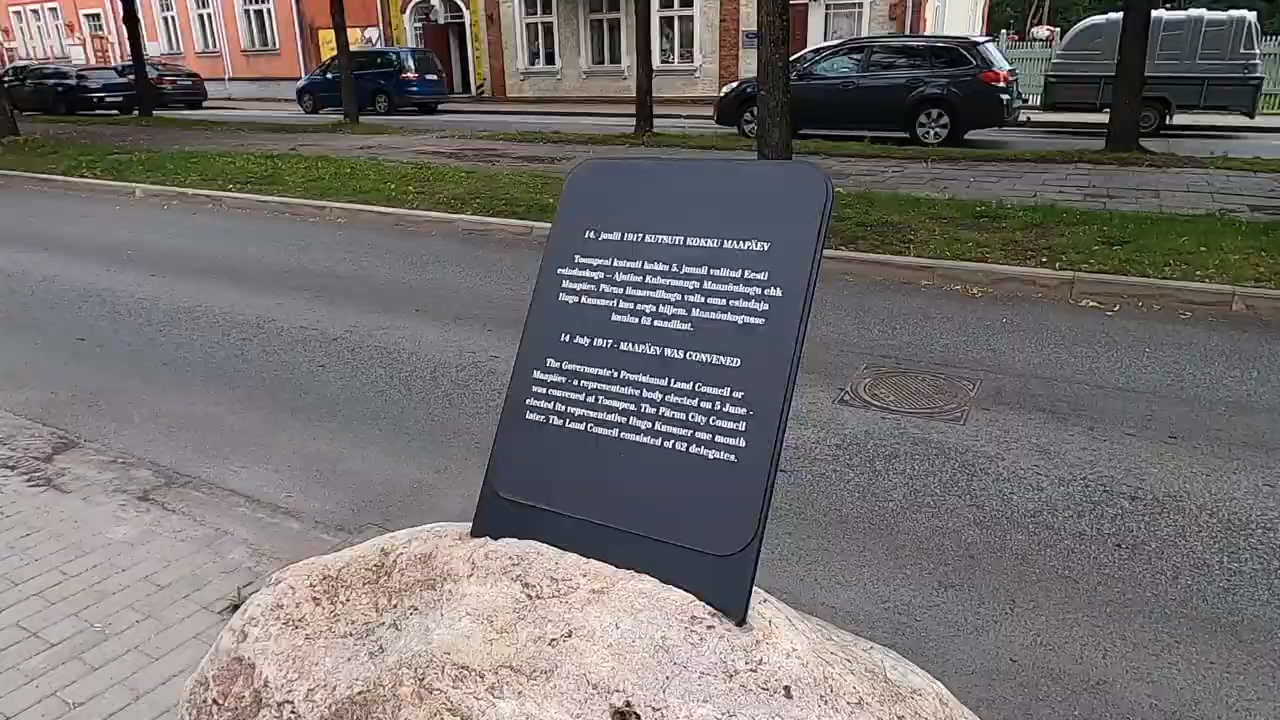 14. juulil 1917 KUTSUTI KOKKU MAAPÄEV
Toompeal kutsuti kokku 5. juunil valitud Eesti
esinduskogu – Ajutine Kubermangu Maanõukogu ehk
Maapäev. Pärnu linnavolikogu valis oma esindaja
Hugo Kuusneri kuu aega hiljem. Maanõukogusse
kuulus 62 saadikut.
14 July 1917 - MAAPÄEV WAS CONVENED
The Governorate's Provisional Land Council or
Maapäev - a representative body elected on 5 June -
was convened at Toompea. The Pärnu City Council
elected its representative Hugo Kuusner one month
later. The Land Council consisted of 62 delegates.